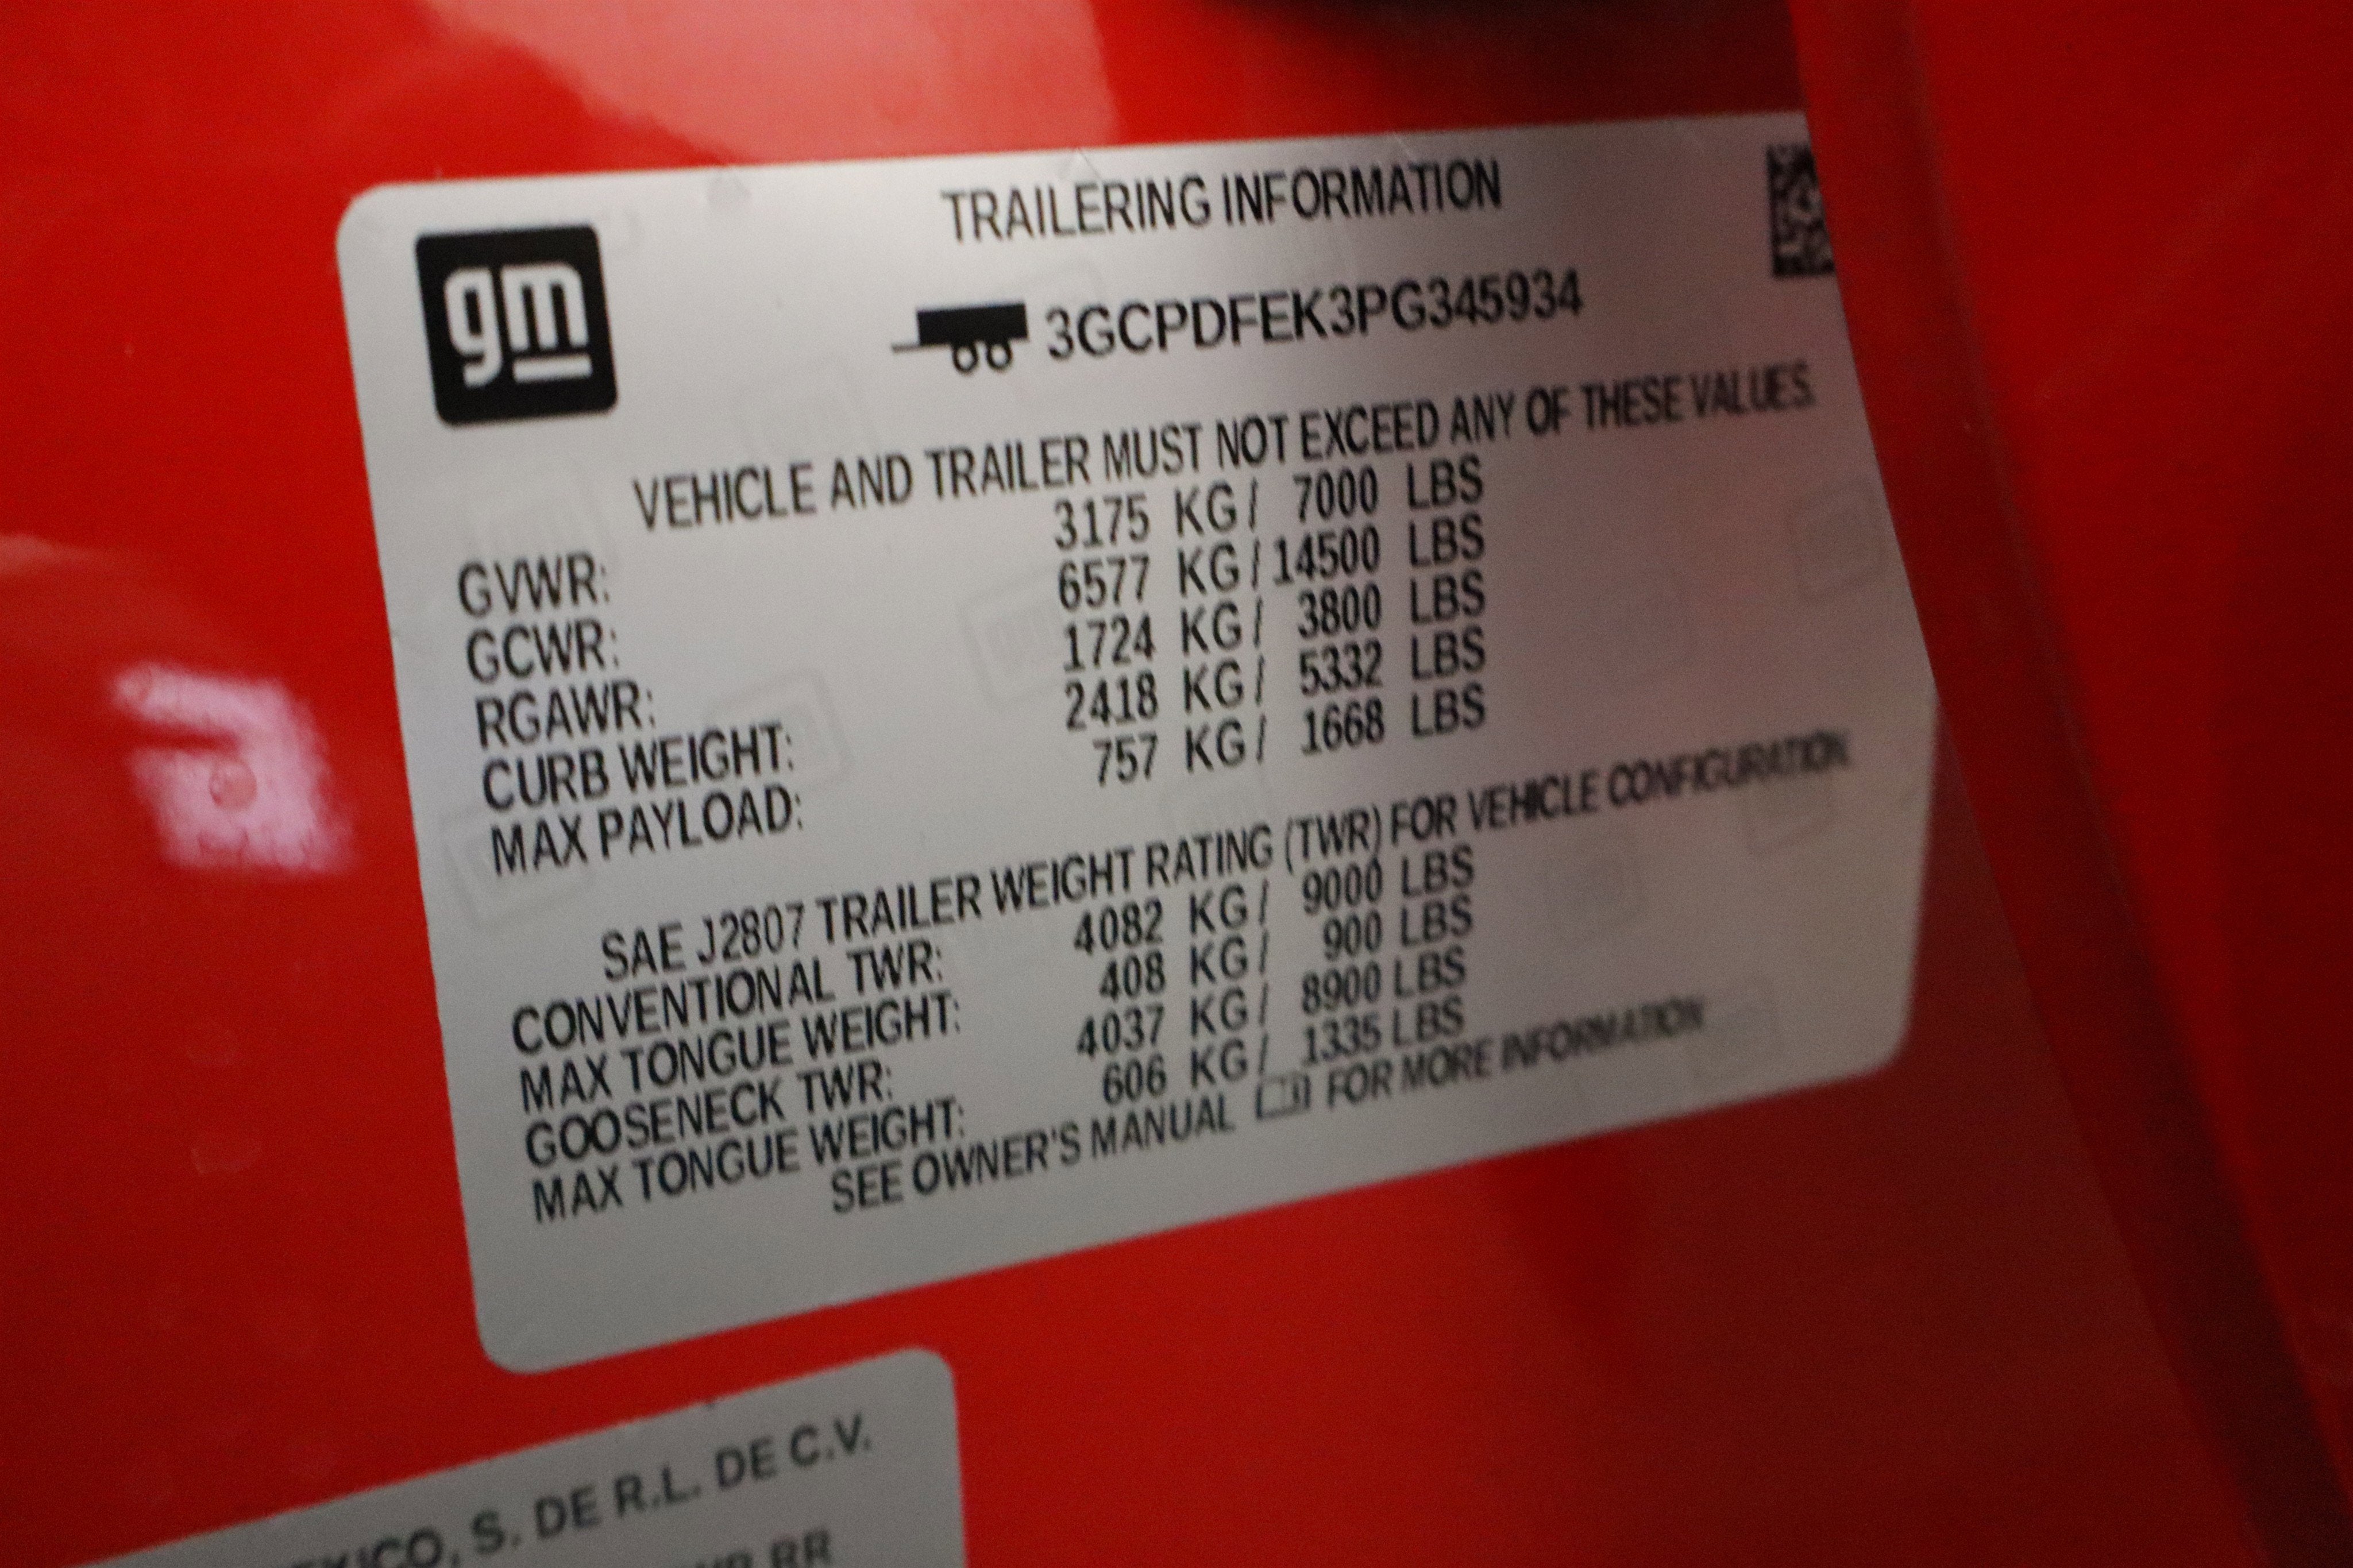 gm
TRAILERING INFORMATION
3GCPDFEK3PG345934
VEHICLE AND TRAILER MUST NOT EXCEED ANY OF THESE VALUES.
GVWR: 3175 KG/ 7000 LBS
GCWR: 6577 KG/ 14500 LBS
RGAWR: 1724 KG/ 3800 LBS
CURB WEIGHT: 2418 KG/ 5332 LBS
MAX PAYLOAD: 757 KG/ 1668 LBS
SAE J2807 TRAILER WEIGHT RATING (TWR) FOR VEHICLE CONFIGURATION.
CONVENTIONAL TWR: 4082 KG/ 9000 LBS
MAX TONGUE WEIGHT: 408 KG/ 900 LBS
GOOSENECK TWR: 4037 KG/ 8900 LBS
MAX TONGUE WEIGHT: 606 KG/ 1335 LBS
SEE OWNER'S MANUAL FOR MORE INFORMATION
S. DE R.L. DE C.V.
RR